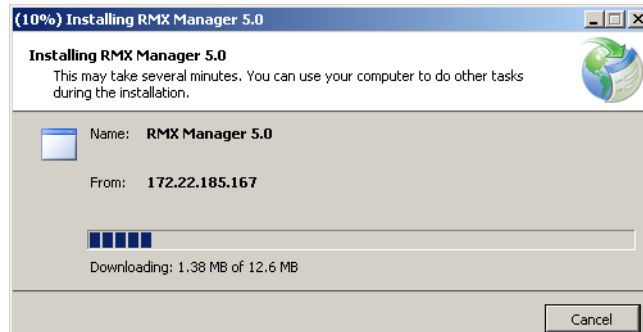 (10%) Installing RMX Manager 5.0
Installing RMX Manager 5.0
This may take several minutes. You can use your computer to do other tasks
during the installation.
Name: RMX Manager 5.0
From: 172.22.185.167
Downloading: 1.38 MB of 12.6 MB
Cancel